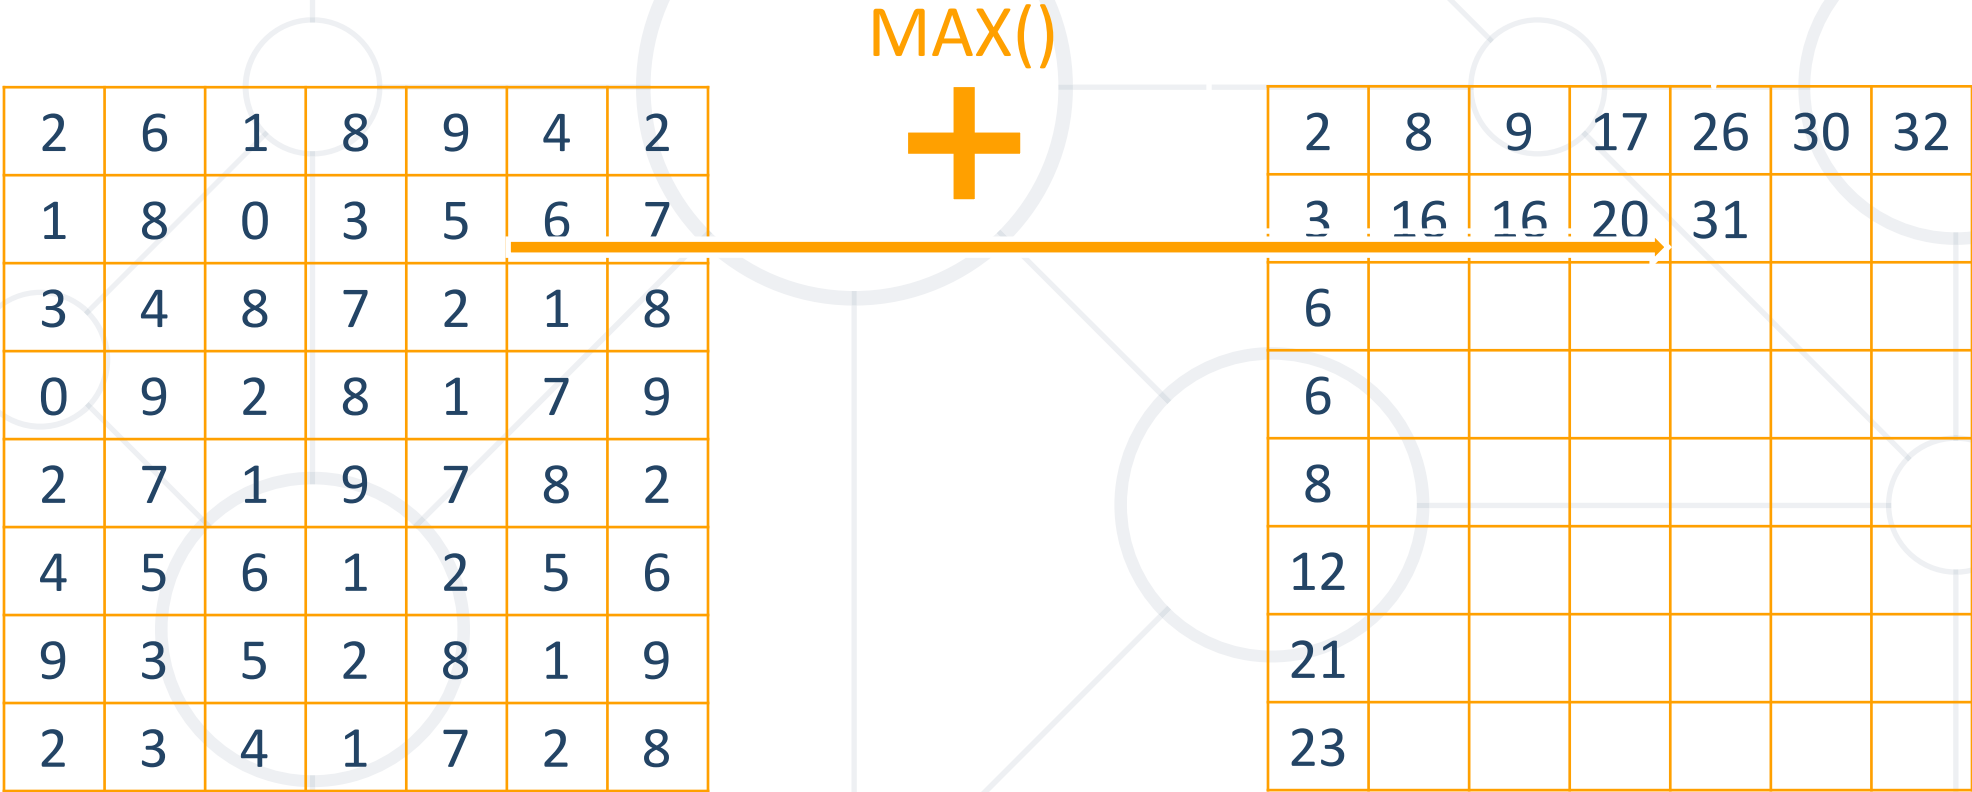 MAX()
2 6 1 8 9 4 2
1 8 0 3 5 6 7
3 4 8 7 2 1 8
0 9 2 8 1 7 9
2 7 1 9 7 8 2
4 5 6 1 2 5 6
9 3 5 2 8 1 9
2 3 4 1 7 2 8
+
2 8 9 17 26 30 32
3 16 16 20 31
6
6
8
12
21
23